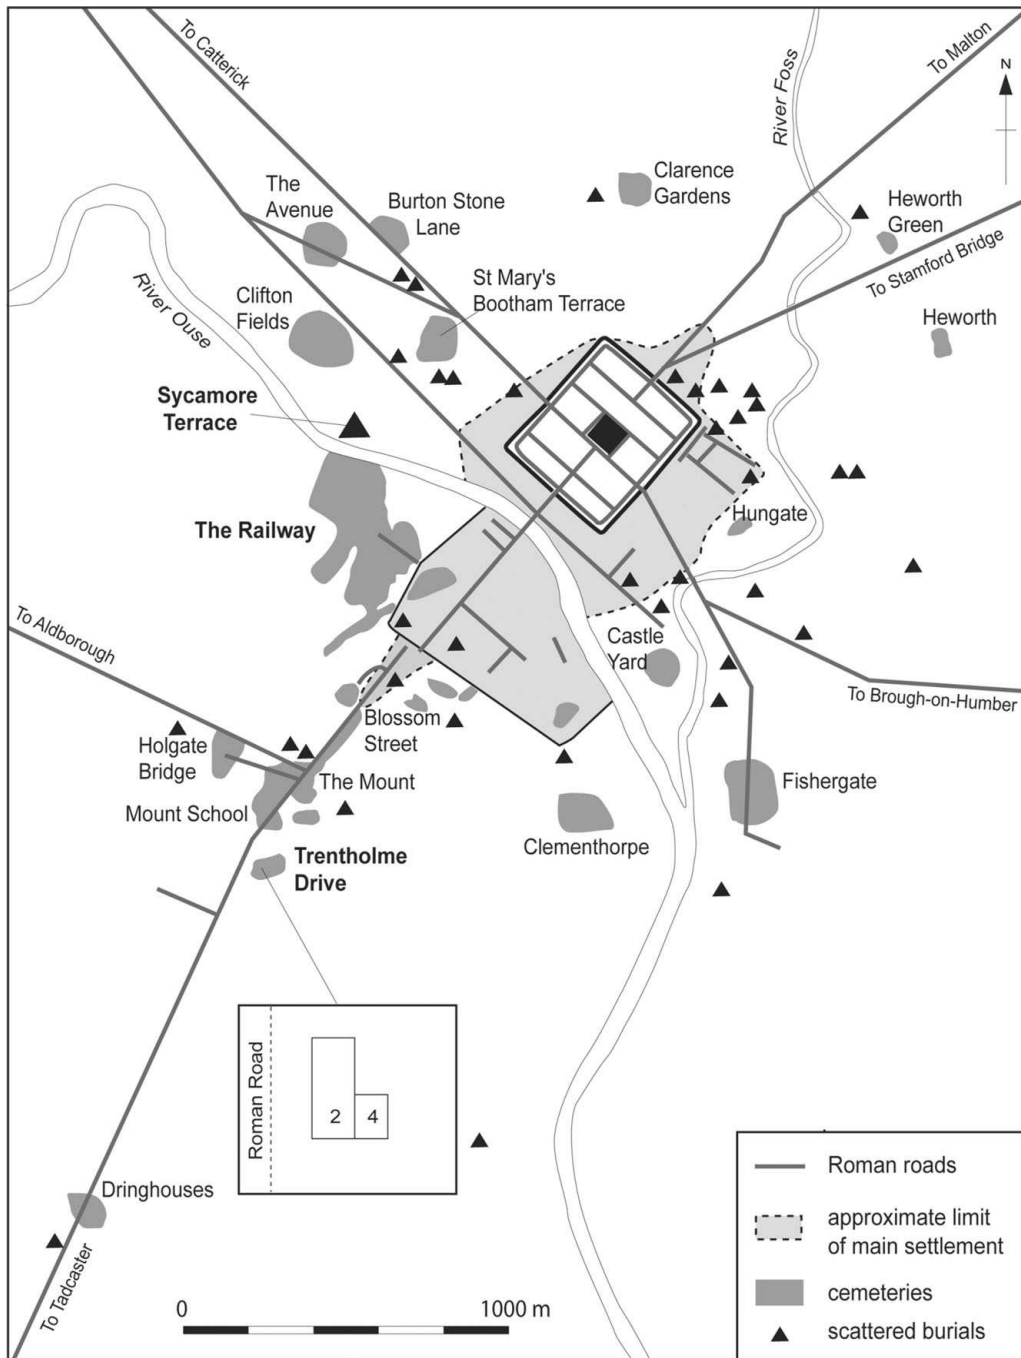 To Catterick
River Foss
To Malton
N
The
Avenue
Burton Stone
Lane
Clarence
Gardens
Heworth
Green
To Stamford Bridge
River Ouse
Clifton
Fields
St Mary's
Bootham Terrace
Heworth
Sycamore
Terrace
The Railway
Hungate
To Aldborough
Castle
Yard
To Brough-on-Humber
Blossom
Street
Holgate
Bridge
The Mount
Mount School
Fishergate
Clementhorpe
Trentholme
Drive
Roman Road
2
4
Dringhouses
To Tadcaster
0
1000 m
Roman roads
approximate limit
of main settlement
cemeteries
scattered burials